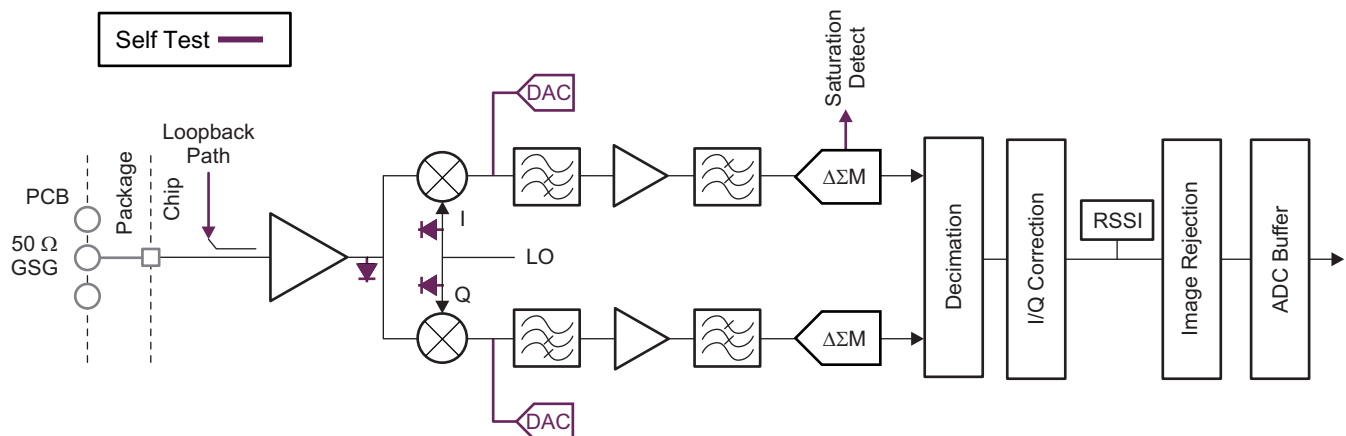 Self Test
DAC
Saturation
Detect
Loopback
Path
PCB
Package
Chip
50 Ω
GSG
I
LO
Q
ΔΣM
ΔΣM
DAC
Decimation
I/Q Correction
RSSI
Image Rejection
ADC Buffer